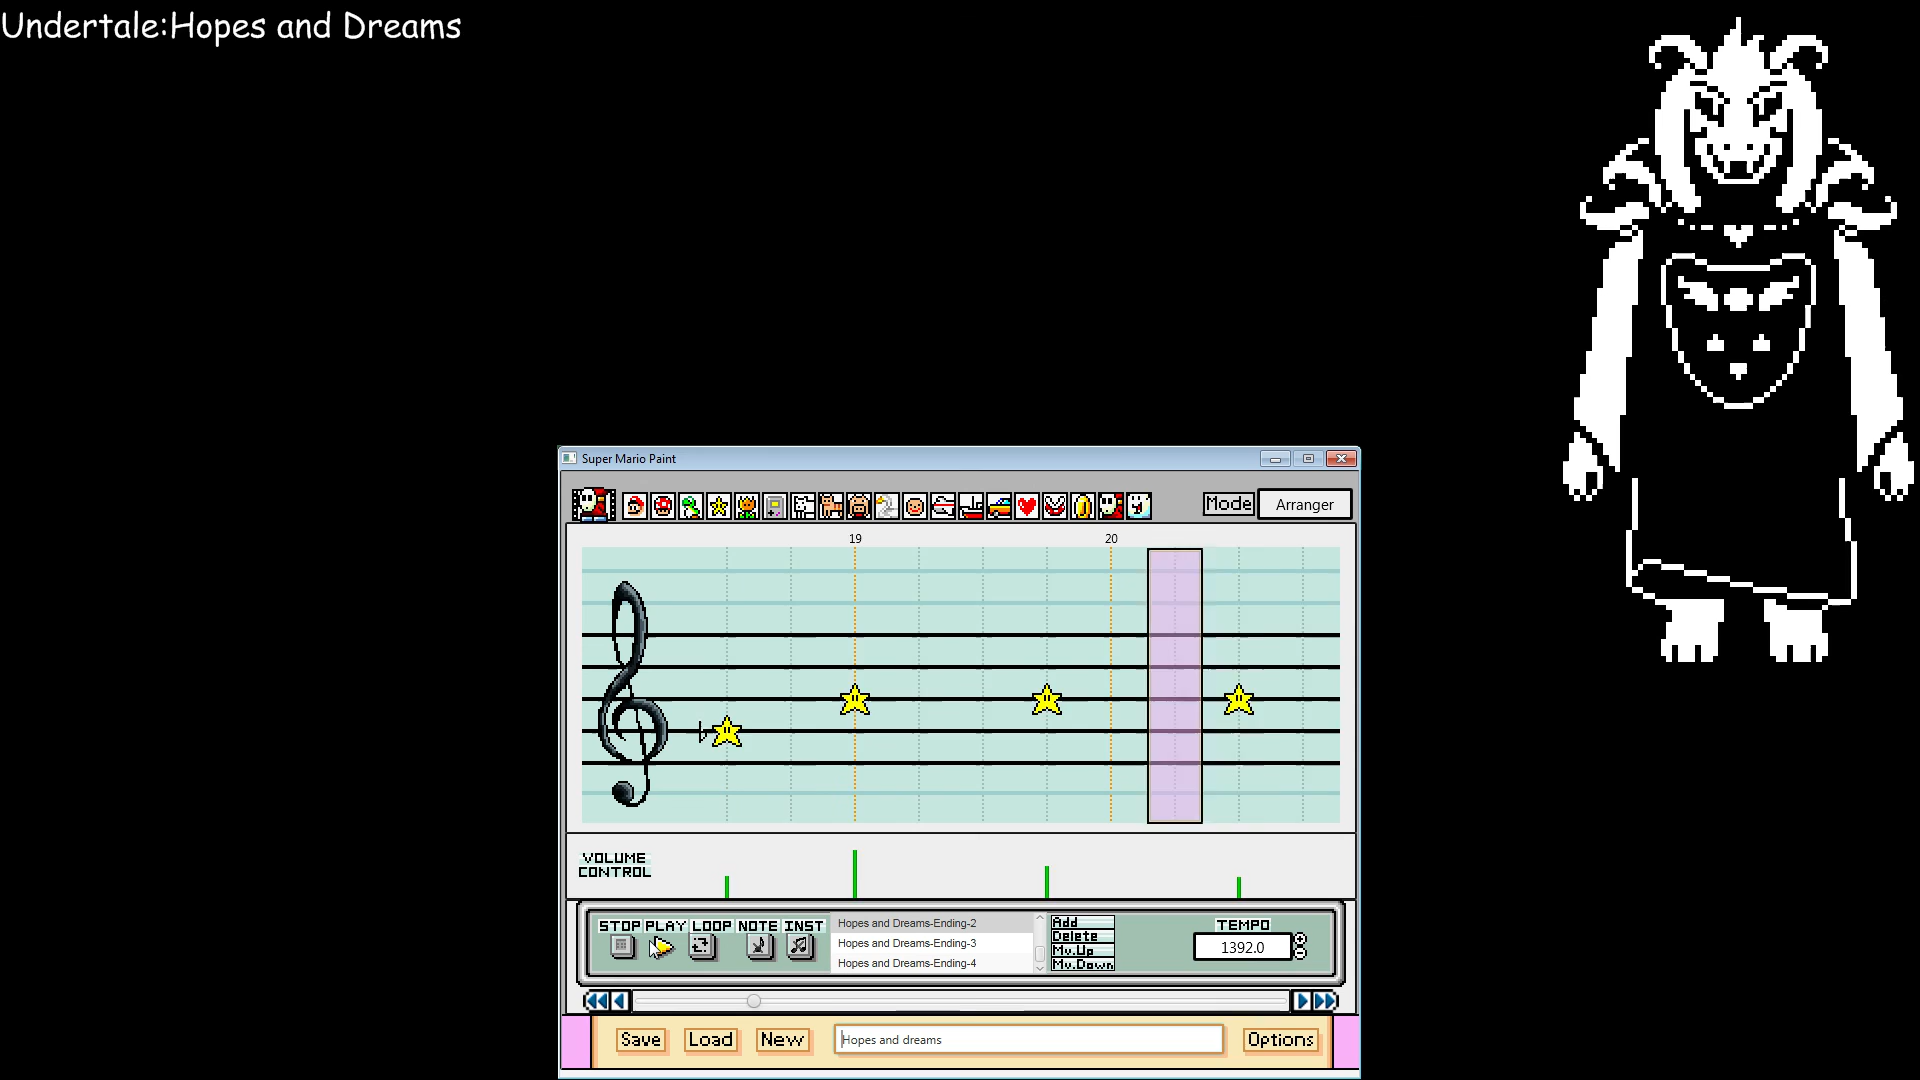 Undertale:Hopes and Dreams
Super Mario Paint
Mode Arranger
19 20
VOLUME
CONTROL
STOP PLAY LOOP NOTE INST
Hopes and Dreams-Ending-2
Hopes and Dreams-Ending-3
Hopes and Dreams-Ending-4
Add
Delete
Mv.Up
Mv.Down
TEMPO
1392.0
Save Load New Hopes and dreams Options